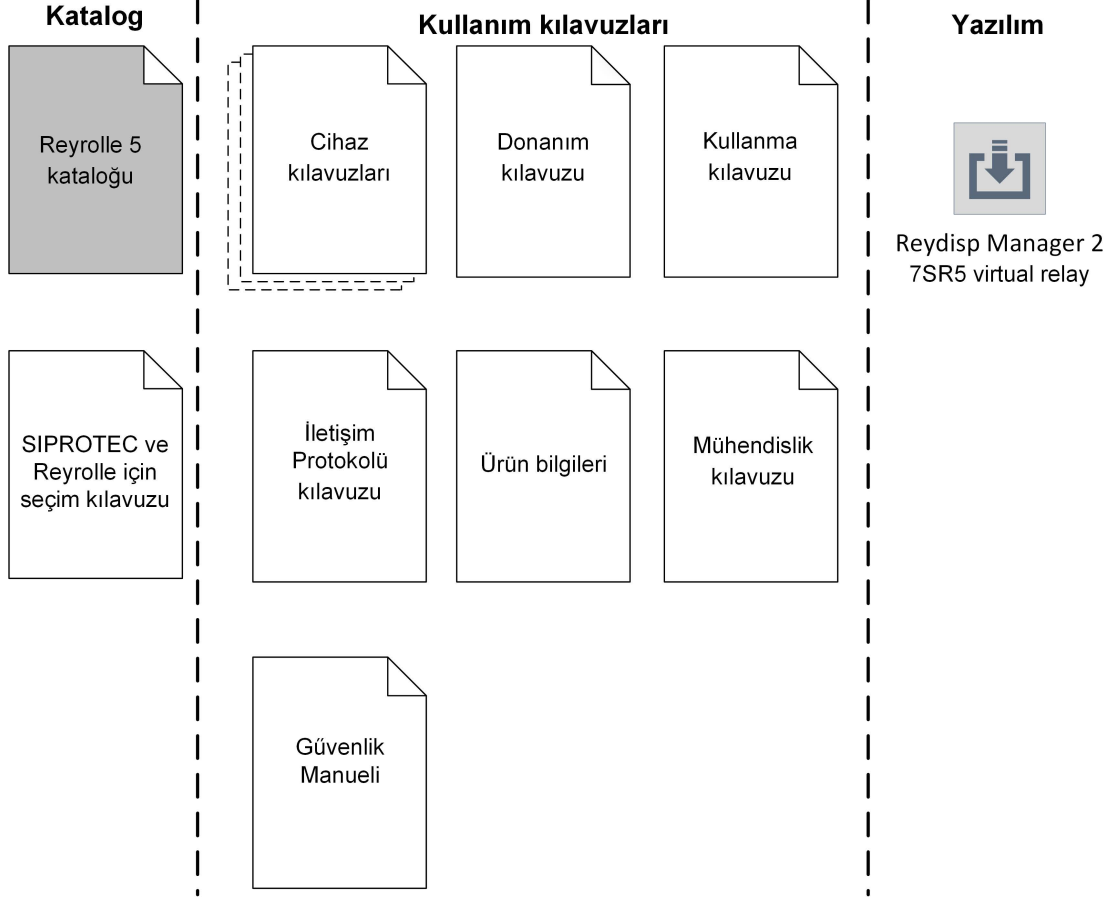 Katalog
Kullanım kılavuzları
Yazılım
Reyrolle 5
kataloğu
Cihaz
kılavuzları
Donanım
kılavuzu
Kullanma
kılavuzu
Reydisp Manager 2
7SR5 virtual relay
SIPROTEC ve
Reyrolle için
seçim kılavuzu
İletişim
Protokolü
kılavuzu
Ürün bilgileri
Mühendislik
kılavuzu
Gűvenlik
Manueli